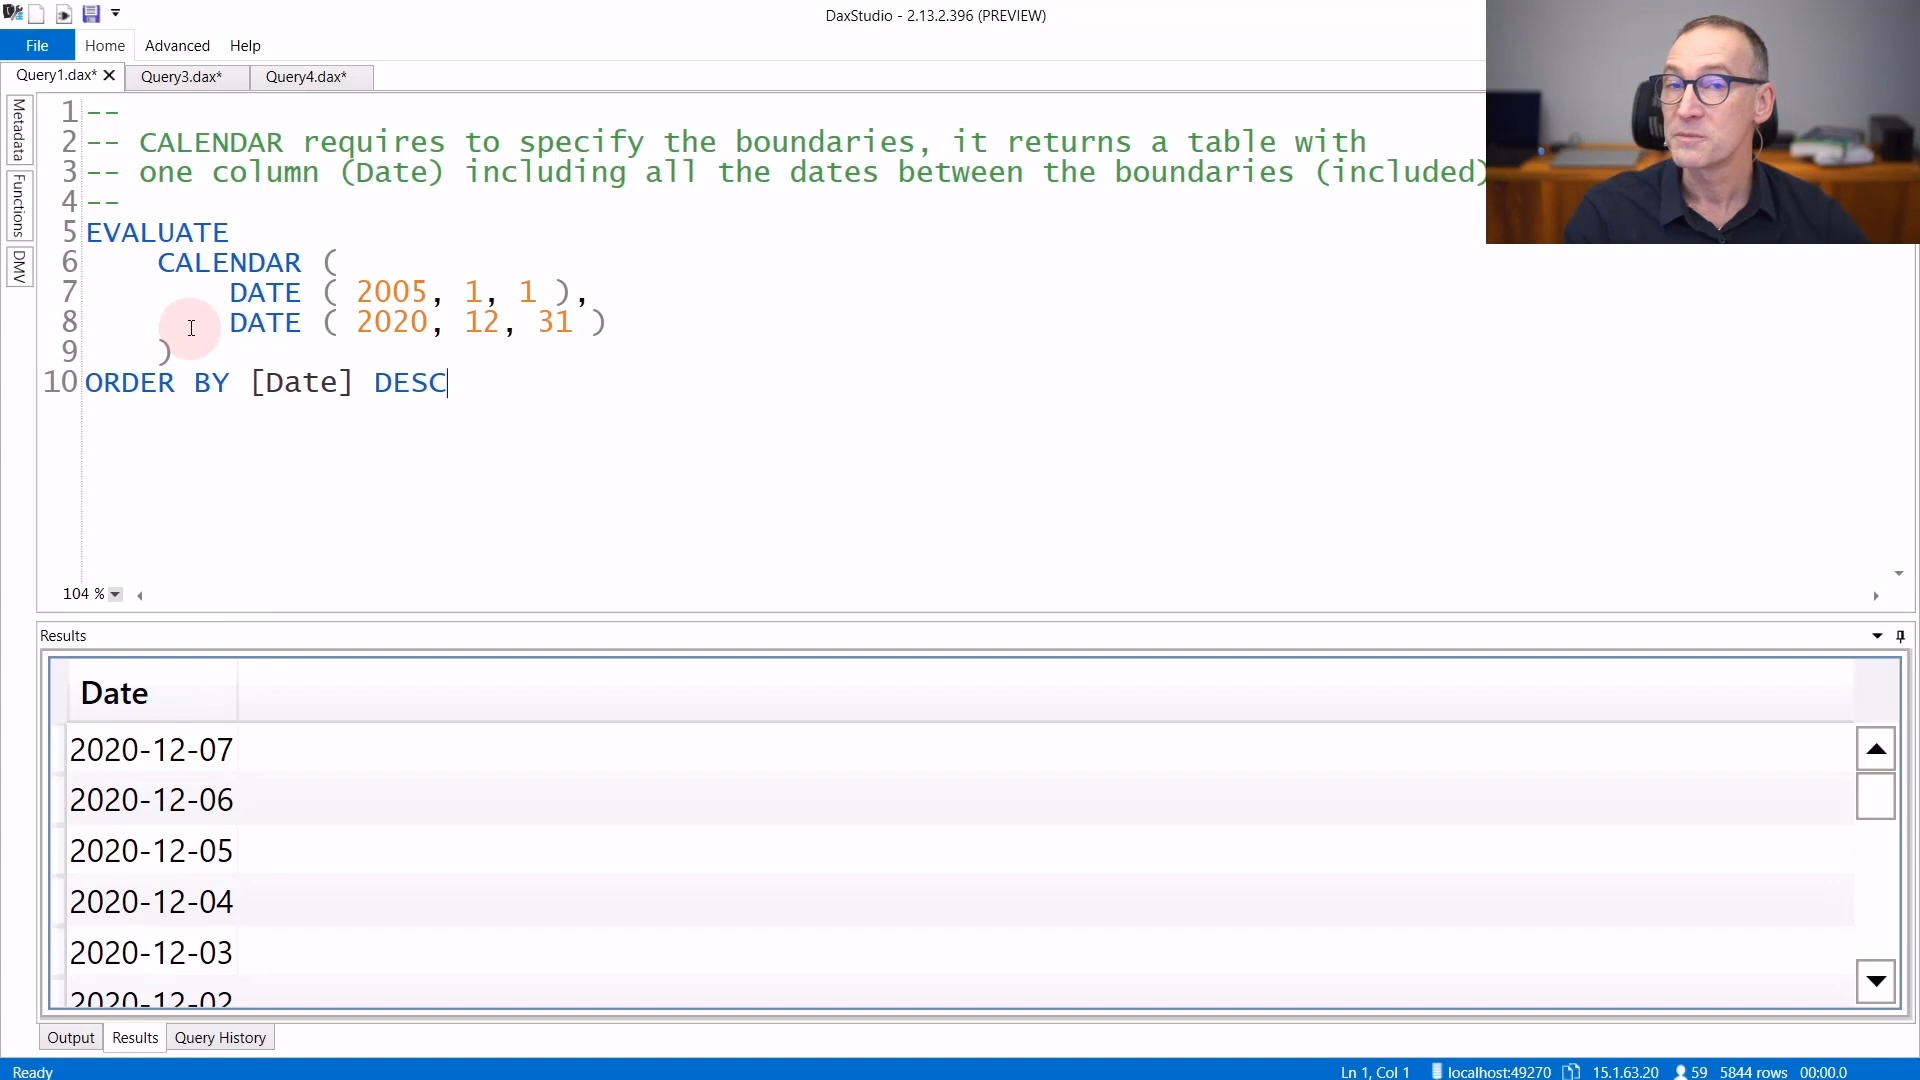 DaxStudio - 2.13.2.396 (PREVIEW)
File Home Advanced Help
Query1.dax* Query3.dax* Query4.dax*
Metadata
Functions
DMV
1 --
2 -- CALENDAR requires to specify the boundaries, it returns a table with
3 -- one column (Date) including all the dates between the boundaries (included)
4 --
5 EVALUATE
6 CALENDAR (
7 DATE ( 2005, 1, 1 ),
8 DATE ( 2020, 12, 31 )
9 )
10 ORDER BY [Date] DESC
104 %
Results
Date
2020-12-07
2020-12-06
2020-12-05
2020-12-04
2020-12-03
2020-12-02
Output Results Query History
Ready Ln 1, Col 1 localhost:49270 15.1.63.20 59 5844 rows 00:00.0